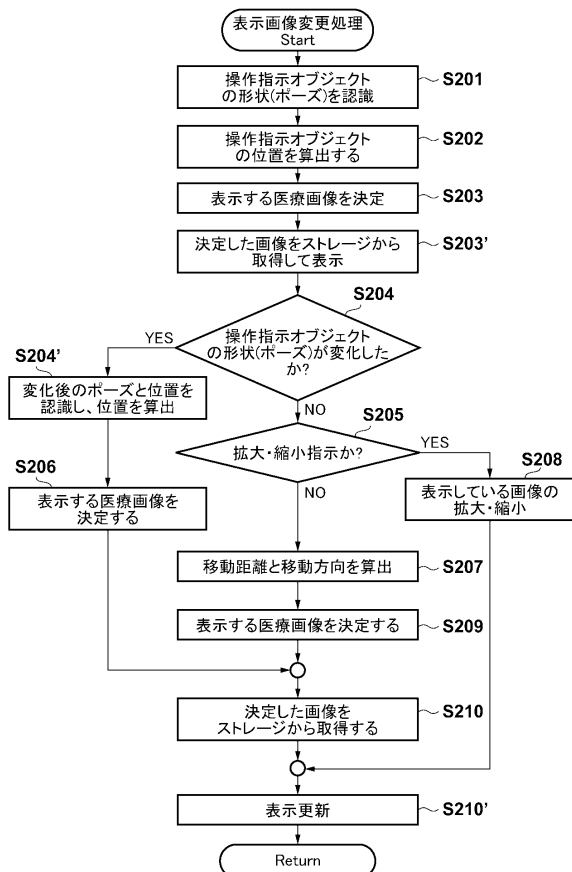 表示画像変更処理
Start
操作指示オブジェクト
の形状(ポーズ)を認識
S201
操作指示オブジェクト
の位置を算出する
S202
表示する医療画像を決定
S203
決定した画像をストレージから
取得して表示
S203'
S204
操作指示オブジェクト
の形状(ポーズ)が変化した
か?
YES
NO
S204'
変化後のポーズと位置を
認識し、位置を算出
S205
拡大・縮小指示か?
YES
NO
S206
表示する医療画像を
決定する
S208
表示している画像の
拡大・縮小
移動距離と移動方向を算出
S207
表示する医療画像を決定する
S209
決定した画像を
ストレージから取得する
S210
表示更新
S210'
Return